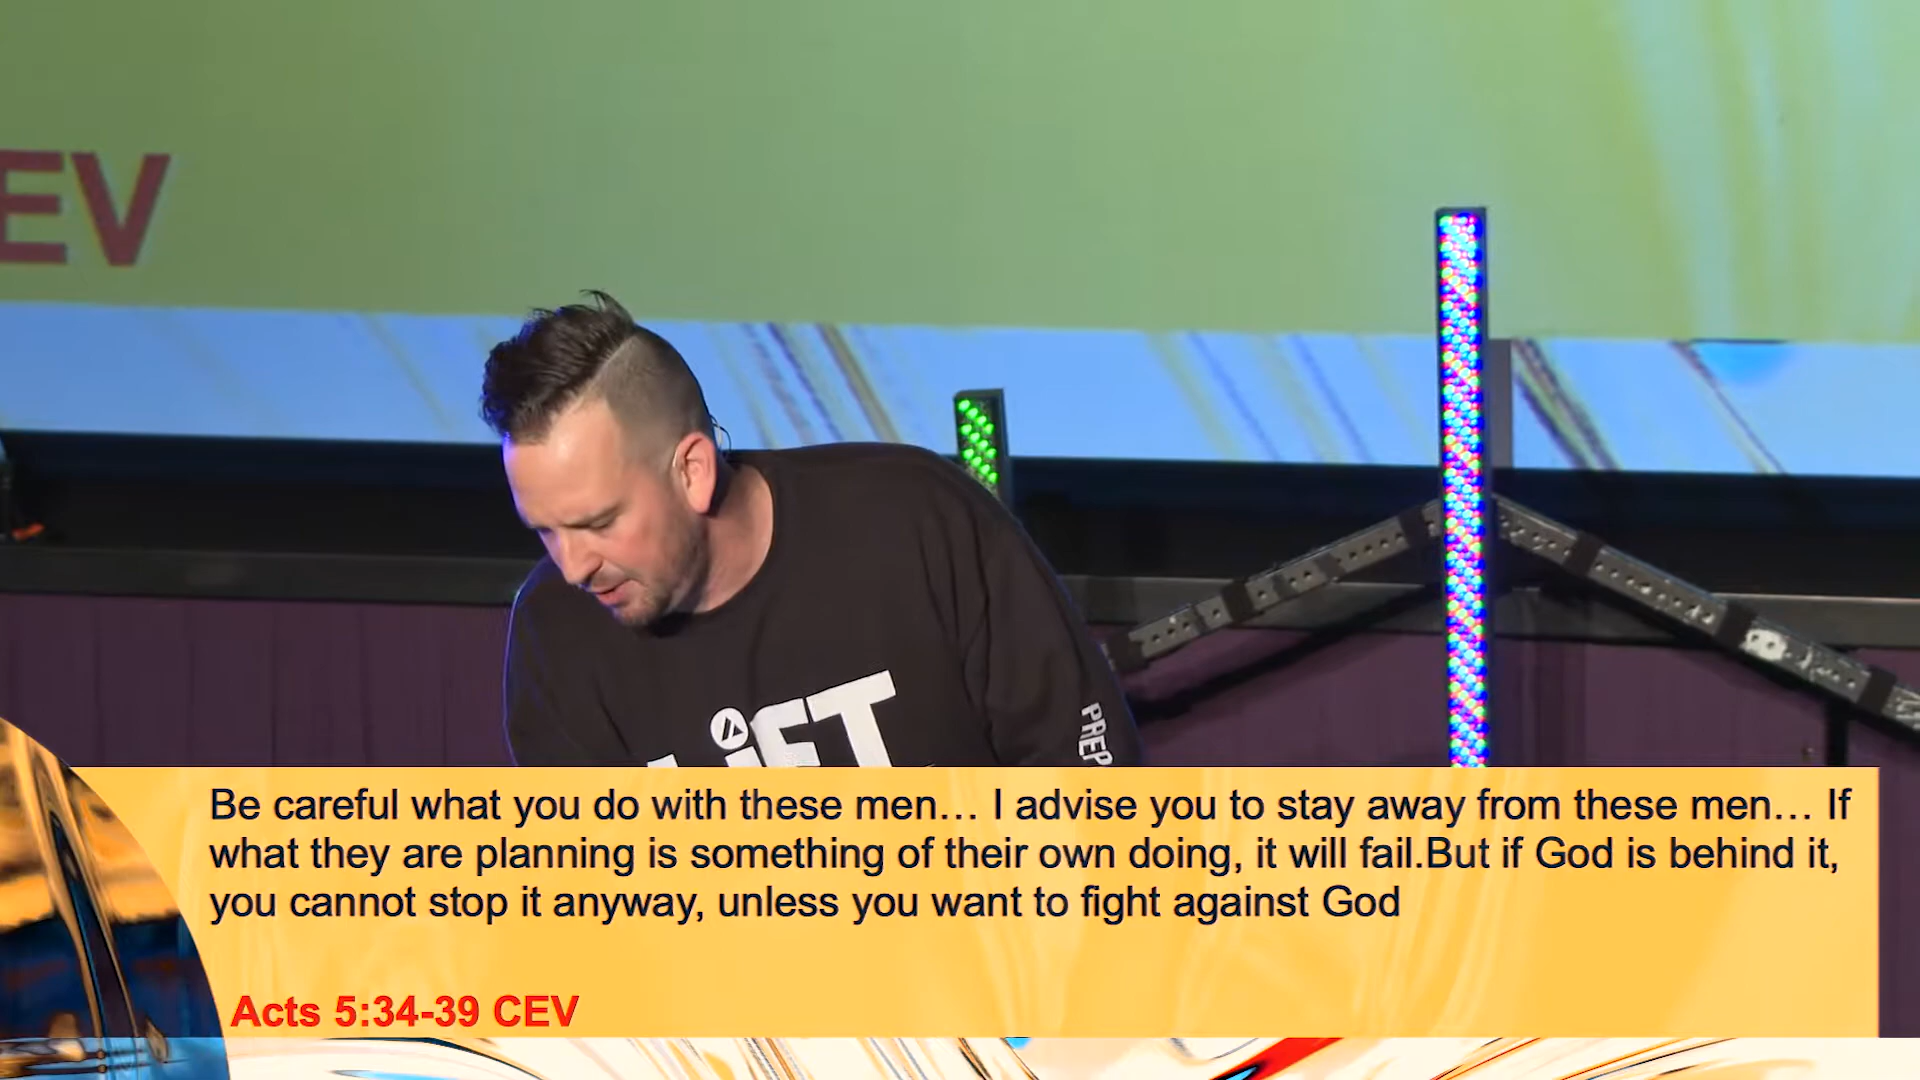 CEV
LiFT
PREP
Be careful what you do with these men… I advise you to stay away from these men… If
what they are planning is something of their own doing, it will fail.But if God is behind it,
you cannot stop it anyway, unless you want to fight against God
Acts 5:34-39 CEV